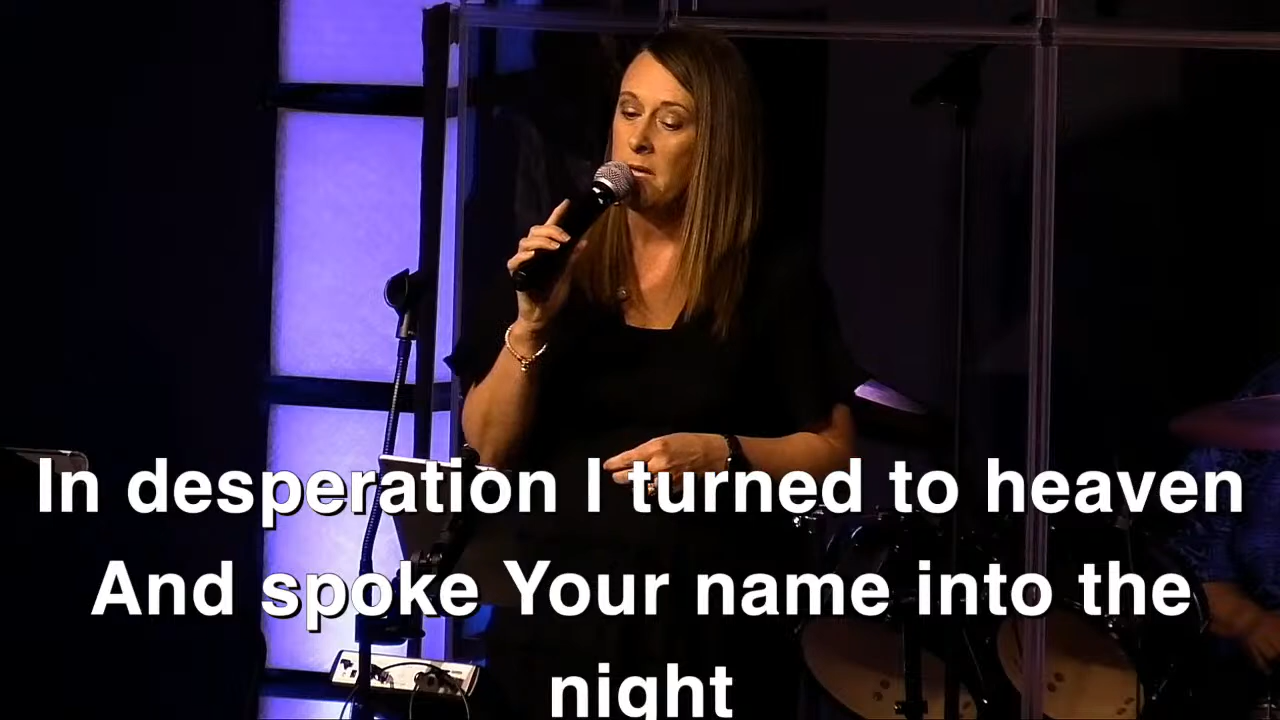 In desperation I turned to heaven
And spoke Your name into the
night